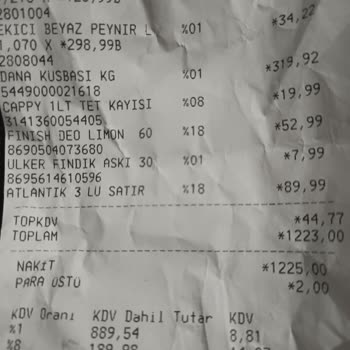 2801004
EKICI BEYAZ PEYNIR L %01 *34,22
1,070 X *298,99B
2808044
DANA KUSBASI KG %01 *319,92
5449000021618
CAPPY 1LT TET KAYISI %08 *19,99
3141360054405
FINISH DEO LIMON 60 %18 *52,99
8690504073680
ULKER FINDIK ASKI 30 %01 *7,99
8695614610596
ATLANTIK 3 LU SATIR %18 *89,99
TOPKDV *44,77
TOPLAM *1223,00
NAKİT *1225,00
PARA ÜSTÜ *2,00
KDV Oranı KDV Dahil Tutar KDV
%1 889,54 8,81
%8